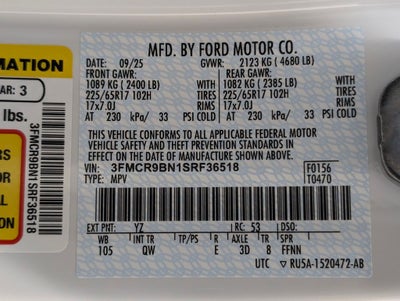 MATION
AR: 3
lbs.
RS
OR
3FMCR9BN1SRF36518
MFD. BY FORD MOTOR CO.
DATE: 09/25 GVWR: 2123 KG ( 4680 LB)
FRONT GAWR: REAR GAWR:
1089 KG ( 2400 LB) WITH 1082 KG ( 2385 LB) WITH
225/65R17 102H TIRES 225/65R17 102H TIRES
17x7.0J RIMS 17x7.0J RIMS
AT 230 kPa/ 33 PSI COLD AT 230 kPa/ 33 PSI COLD
THIS VEHICLE CONFORMS TO ALL APPLICABLE FEDERAL MOTOR
VEHICLE SAFETY AND THEFT PREVENTION STANDARDS IN EFFECT
ON THE DATE OF MANUFACTURE SHOWN ABOVE.
VIN: 3FMCR9BN1SRF36518 F0156
TYPE: MPV T0470
EXT PNT: YZ RC: 53 DSO:
WB INT TR TP/PS R AXLE TR SPR
105 QW E 3D 8 FFNN
UTC ▽ RU5A-1520472-AB